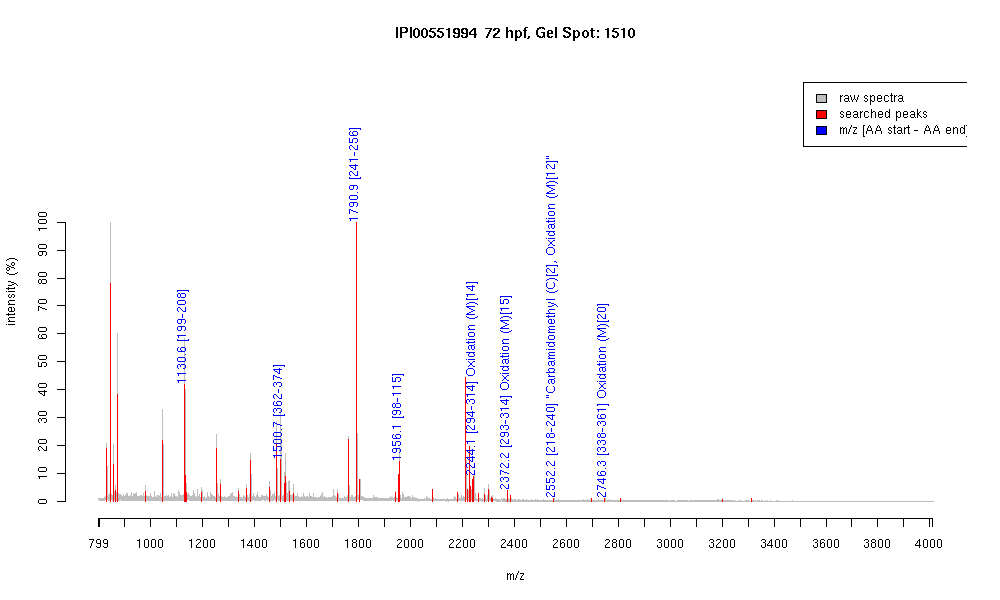 IPI00551994 72 hpf, Gel Spot: 1510
raw spectra
searched peaks
m/z [AA start - AA end]
intensity (%)
100
90
80
70
60
50
40
30
20
10
0
1130.6 [199-208]
1500.7 [362-374]
1790.9 [241-256]
1956.1 [98-115]
2244.1 [294-314] Oxidation (M)[14]
2372.2 [293-314] Oxidation (M)[15]
2552.2 [218-240] "Carbamidomethyl (C)[2], Oxidation (M)[12]"
2746.3 [338-361] Oxidation (M)[20]
799 1000 1200 1400 1600 1800 2000 2200 2400 2600 2800 3000 3200 3400 3600 3800 4000
m/z